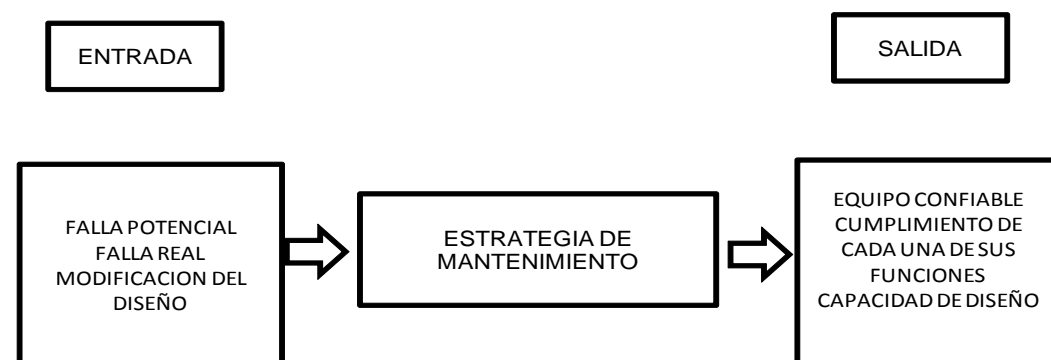 ENTRADA
SALIDA
FALLA POTENCIAL
FALLA REAL
MODIFICACION DEL
DISEÑO
ESTRATEGIA DE
MANTENIMIENTO
EQUIPO CONFIABLE
CUMPLIMIENTO DE
CADA UNA DE SUS
FUNCIONES
CAPACIDAD DE DISEÑO